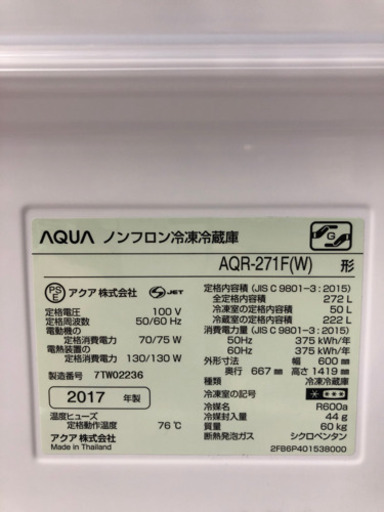 AQUA ノンフロン冷凍冷蔵庫
G
AQR-271F(W) 形
PSE アクア株式会社 S JET
定格電圧 100 V
定格周波数 50/60 Hz
電動機の
定格消費電力 70/75 W
電熱装置の
定格消費電力 130/130 W
製造番号 7TW02236
2017 年製
温度ヒューズ
定格動作温度 76℃
アクア株式会社
Made in Thailand
定格内容積 (JIS C 9801-3 : 2015)
全定格内容積 272 L
冷凍室の定格内容積 50 L
冷蔵室の定格内容積 222 L
消費電力量 (JIS C 9801-3 : 2015)
50Hz 375 kWh/年
60Hz 375 kWh/年
外形寸法 幅 600 mm
奥行 667 mm 高さ 1419 mm
種類 冷凍冷蔵庫
冷凍室の記号
冷媒名 R600a
冷媒封入量 44 g
質量 60 kg
断熱発泡ガス シクロペンタン
2FB6P401538000